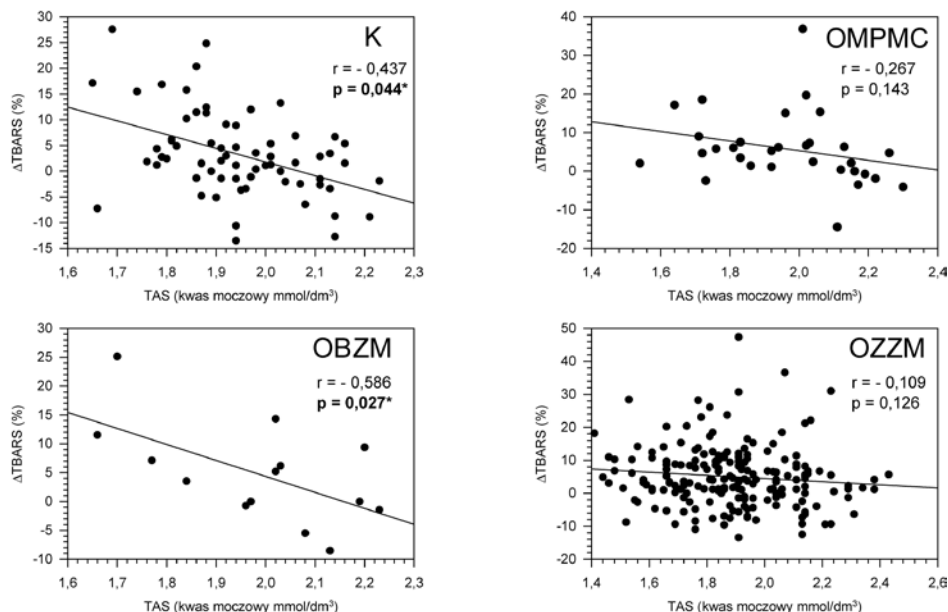 K
r = - 0,437
p = 0,044*
ΔTBARS (%)
30
25
20
15
10
5
0
-5
-10
-15
1,6 1,7 1,8 1,9 2,0 2,1 2,2 2,3
TAS (kwas moczowy mmol/dm³)
OMPMC
r = - 0,267
p = 0,143
ΔTBARS (%)
40
30
20
10
0
-10
-20
1,4 1,6 1,8 2,0 2,2 2,4
TAS (kwas moczowy mmol/dm³)
OBZM
r = - 0,586
p = 0,027*
ΔTBARS (%)
30
25
20
15
10
5
0
-5
-10
1,6 1,7 1,8 1,9 2,0 2,1 2,2 2,3
TAS (kwas moczowy mmol/dm³)
OZZM
r = - 0,109
p = 0,126
ΔTBARS (%)
50
40
30
20
10
0
-10
-20
1,4 1,6 1,8 2,0 2,2 2,4 2,6
TAS (kwas moczowy mmol/dm³)